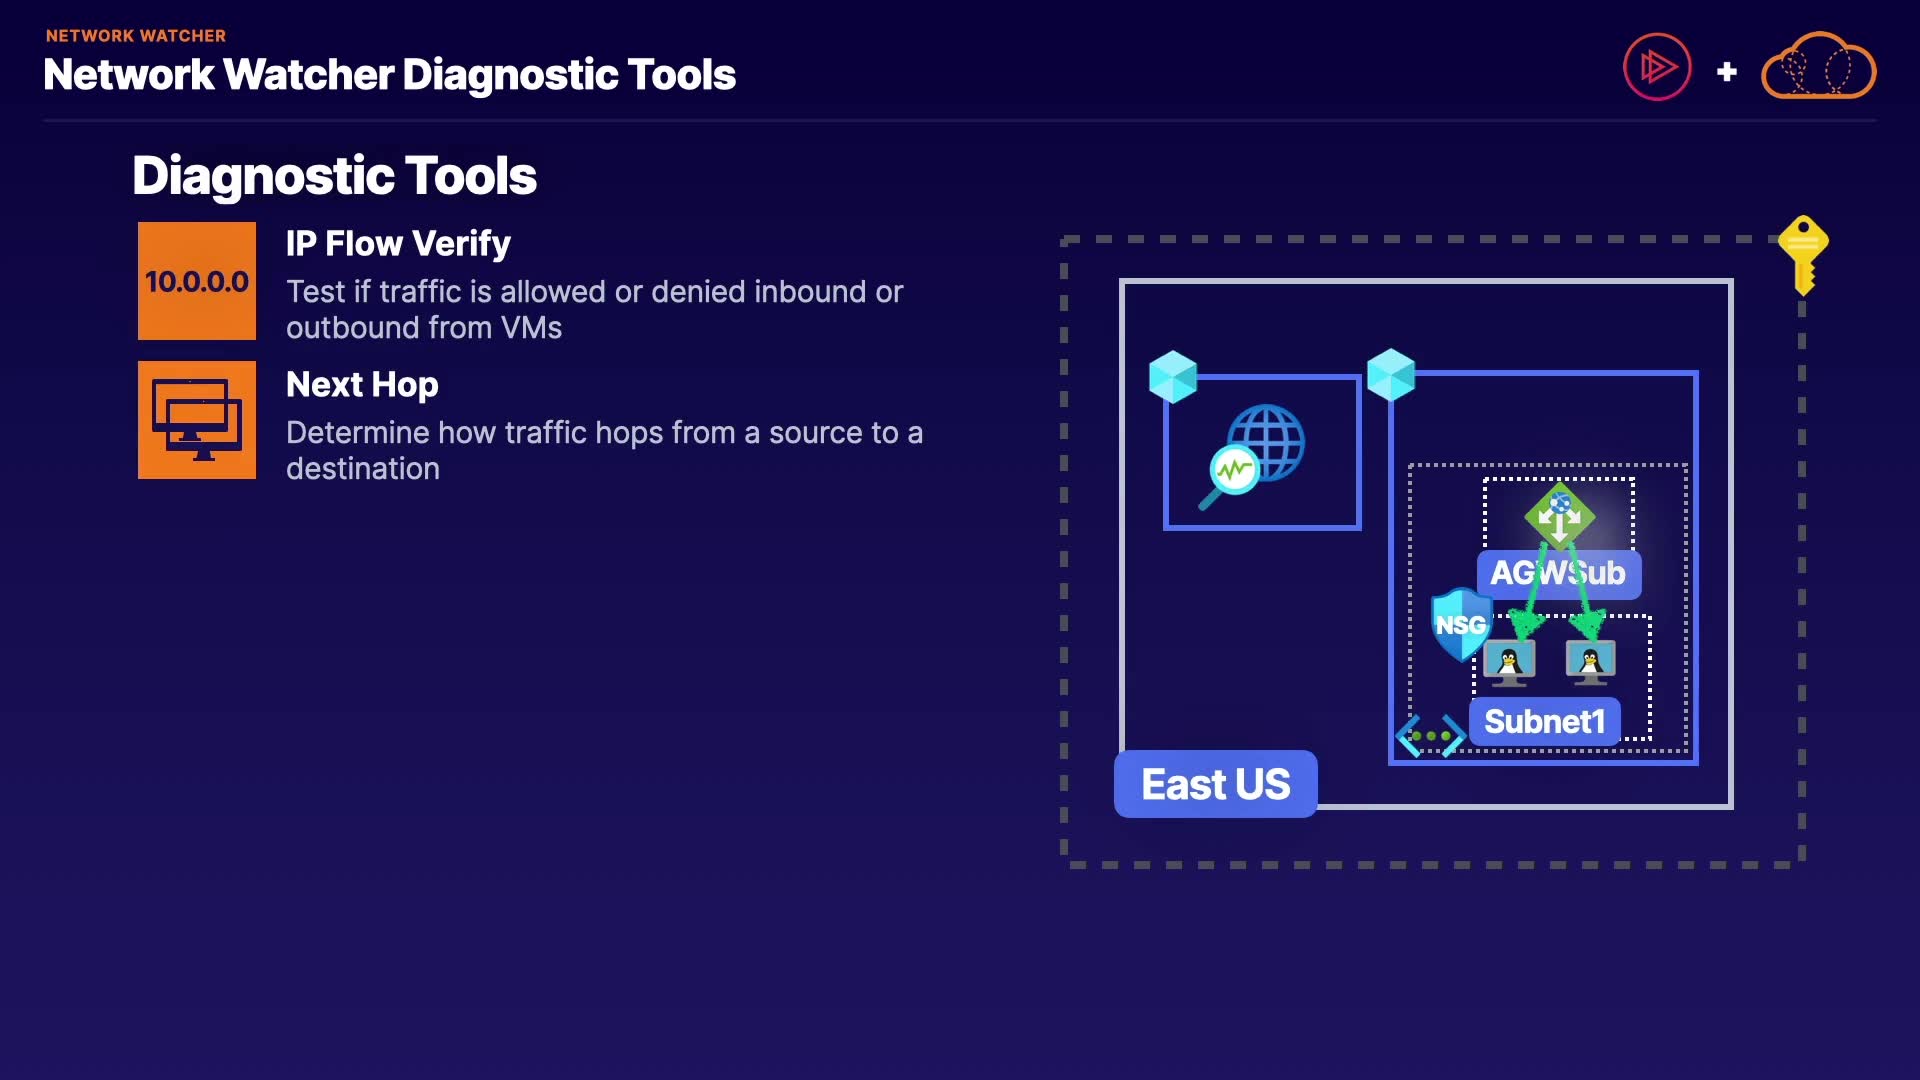 NETWORK WATCHER
Network Watcher Diagnostic Tools
Diagnostic Tools
10.0.0.0
IP Flow Verify
Test if traffic is allowed or denied inbound or
outbound from VMs
Next Hop
Determine how traffic hops from a source to a
destination
AGWSub
NSG
Subnet1
East US